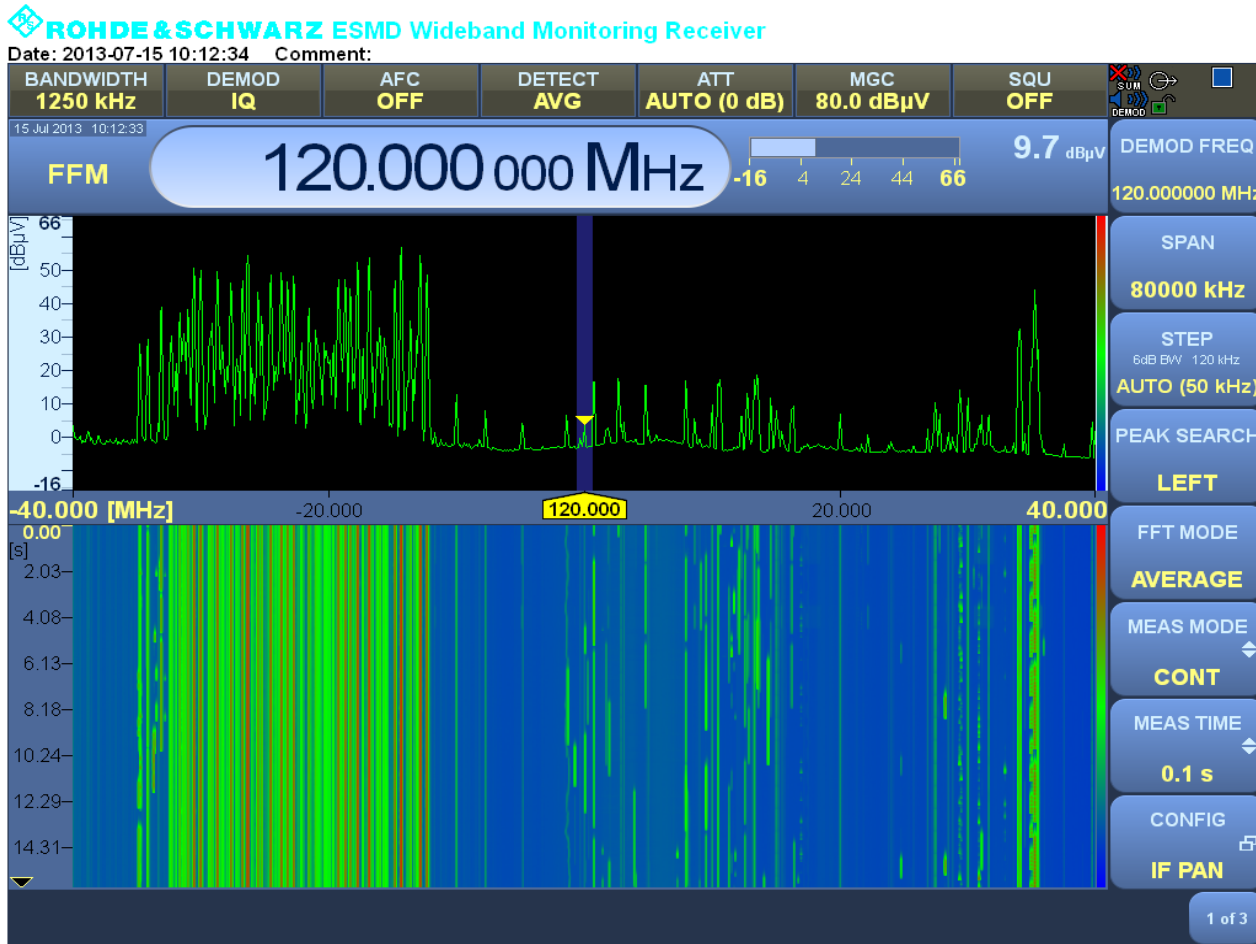 ROHDE & SCHWARZ ESMD Wideband Monitoring Receiver
Date: 2013-07-15 10:12:34 Comment:
BANDWIDTH DEMOD AFC DETECT ATT MGC SQU
1250 kHz IQ OFF AVG AUTO (0 dB) 80.0 dBµV OFF
SUM
DEMOD
15 Jul 2013 10:12:33
FFM
120.000 000 MHz
-16 4 24 44 66
9.7 dBµV
DEMOD FREQ
120.000000 MHz
[dBµV]
66
50
40
30
20
10
0
-16
SPAN
80000 kHz
STEP
6dB BW 120 kHz
AUTO (50 kHz)
PEAK SEARCH
LEFT
-40.000 [MHz] -20.000 120.000 20.000 40.000
0.00
[s]
2.03
4.08
6.13
8.18
10.24
12.29
14.31
FFT MODE
AVERAGE
MEAS MODE
CONT
MEAS TIME
0.1 s
CONFIG
IF PAN
1 of 3